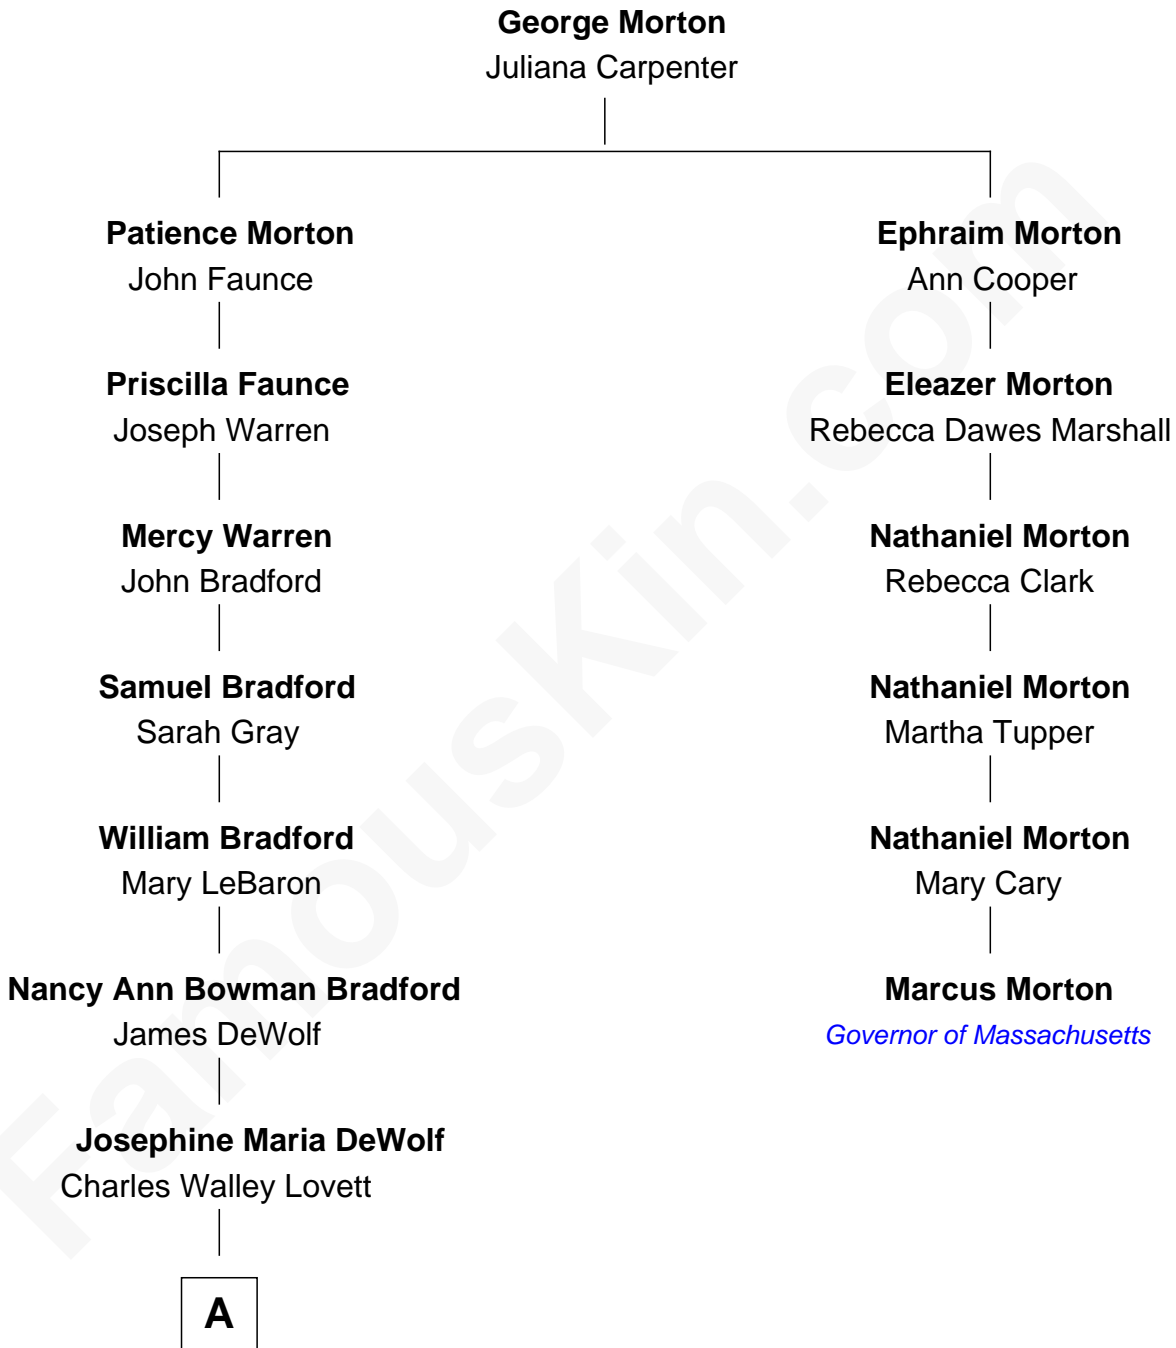 George Morton
Juliana Carpenter
Patience Morton
John Faunce
Ephraim Morton
Ann Cooper
Priscilla Faunce
Joseph Warren
Eleazer Morton
Rebecca Dawes Marshall
Mercy Warren
John Bradford
Nathaniel Morton
Rebecca Clark
Samuel Bradford
Sarah Gray
Nathaniel Morton
Martha Tupper
William Bradford
Mary LeBaron
Nathaniel Morton
Mary Cary
Nancy Ann Bowman Bradford
James DeWolf
Marcus Morton
Governor of Massachusetts
Josephine Maria DeWolf
Charles Walley Lovett
A
FamousKin.com